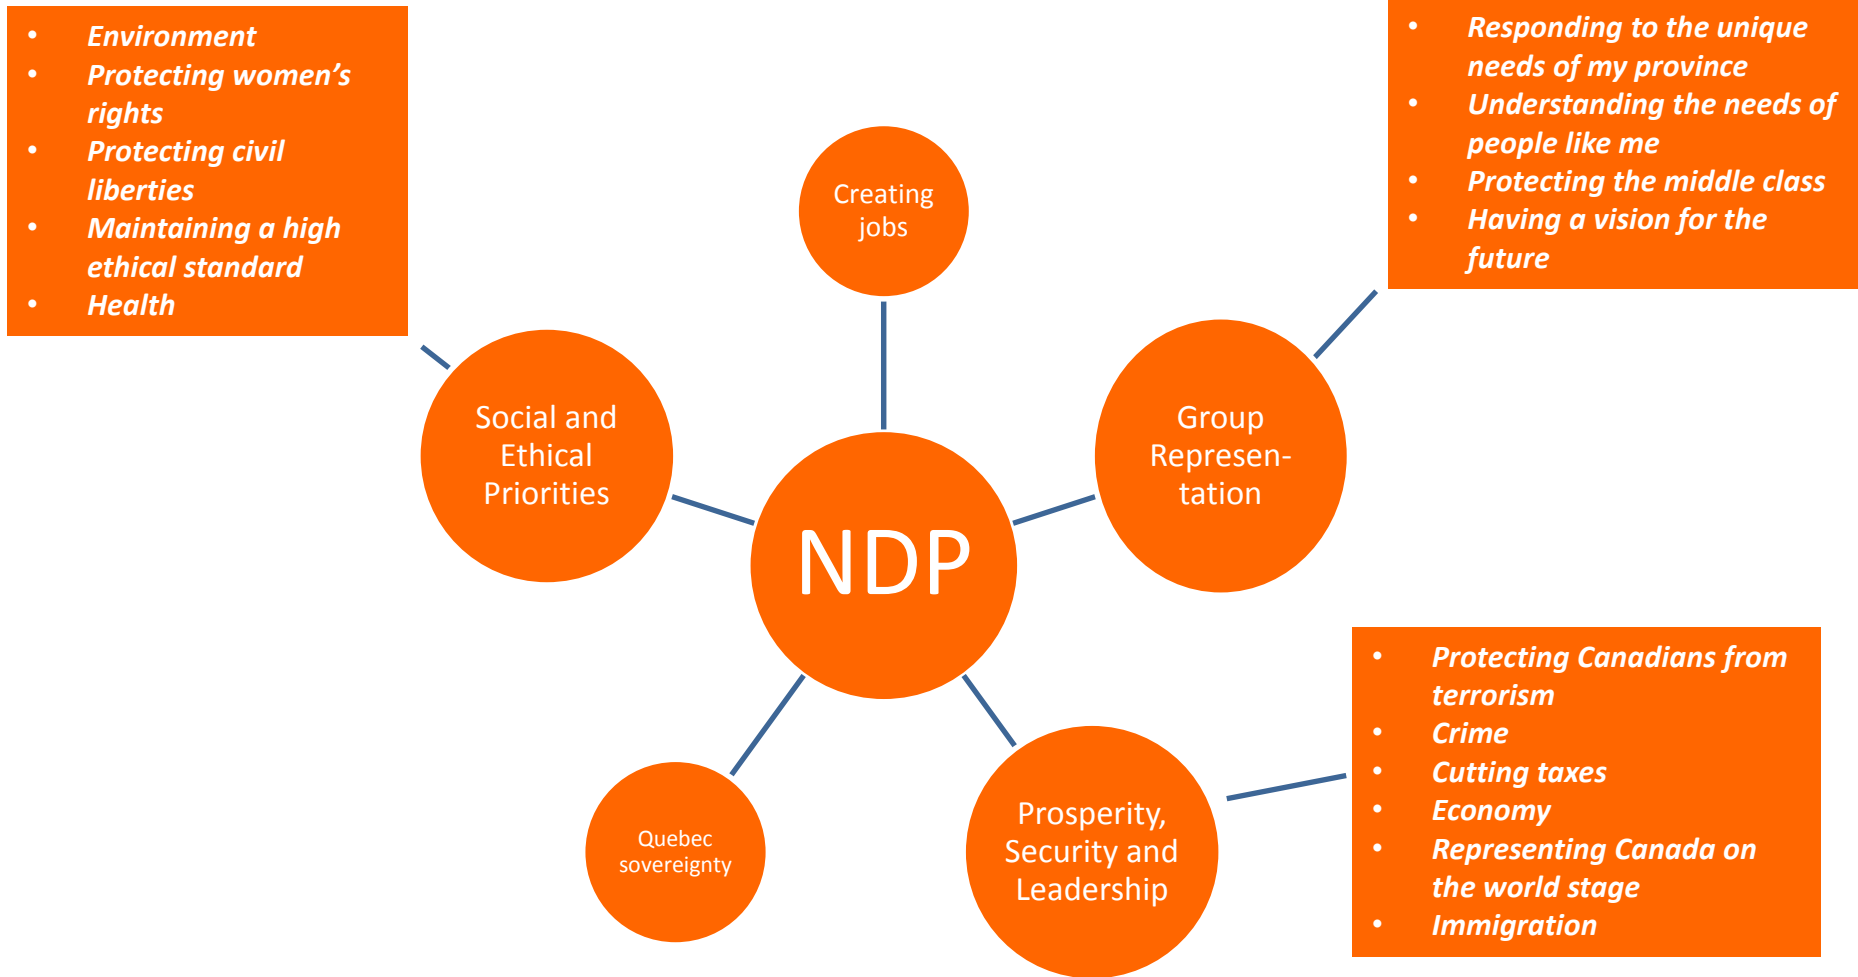 • Environment
• Protecting women's
rights
• Protecting civil
liberties
• Maintaining a high
ethical standard
• Health
• Responding to the unique
needs of my province
• Understanding the needs of
people like me
• Protecting the middle class
• Having a vision for the
future
Creating
jobs
Social and
Ethical
Priorities
Group
Represen-
tation
NDP
Quebec
sovereignty
Prosperity,
Security and
Leadership
• Protecting Canadians from
terrorism
• Crime
• Cutting taxes
• Economy
• Representing Canada on
the world stage
• Immigration